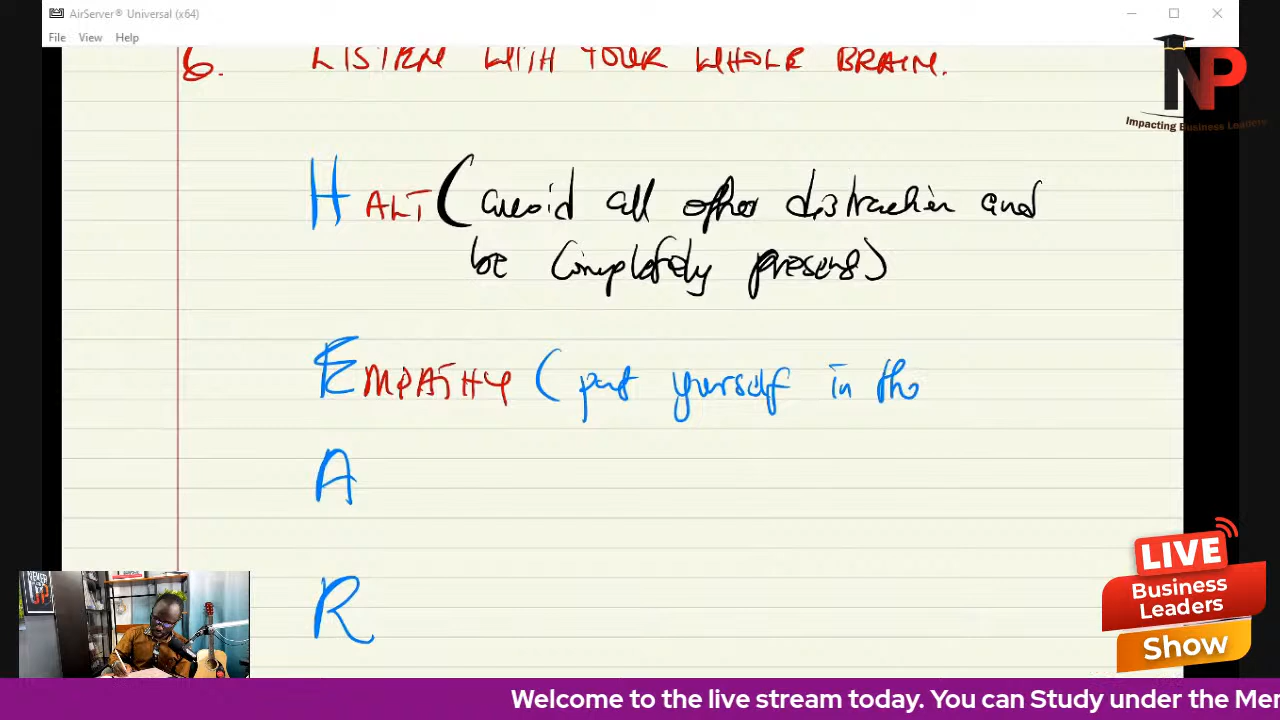 AirServer® Universal (x64)
File View Help
6. LISTEN WITH YOUR WHOLE BRAIN.
NP
Impacting Business Leaders
HALT (avoid all other distraction and
be completely present)
EMPATHY (put yourself in the
A
R
LIVE
Business
Leaders
Show
Welcome to the live stream today. You can Study under the Mer